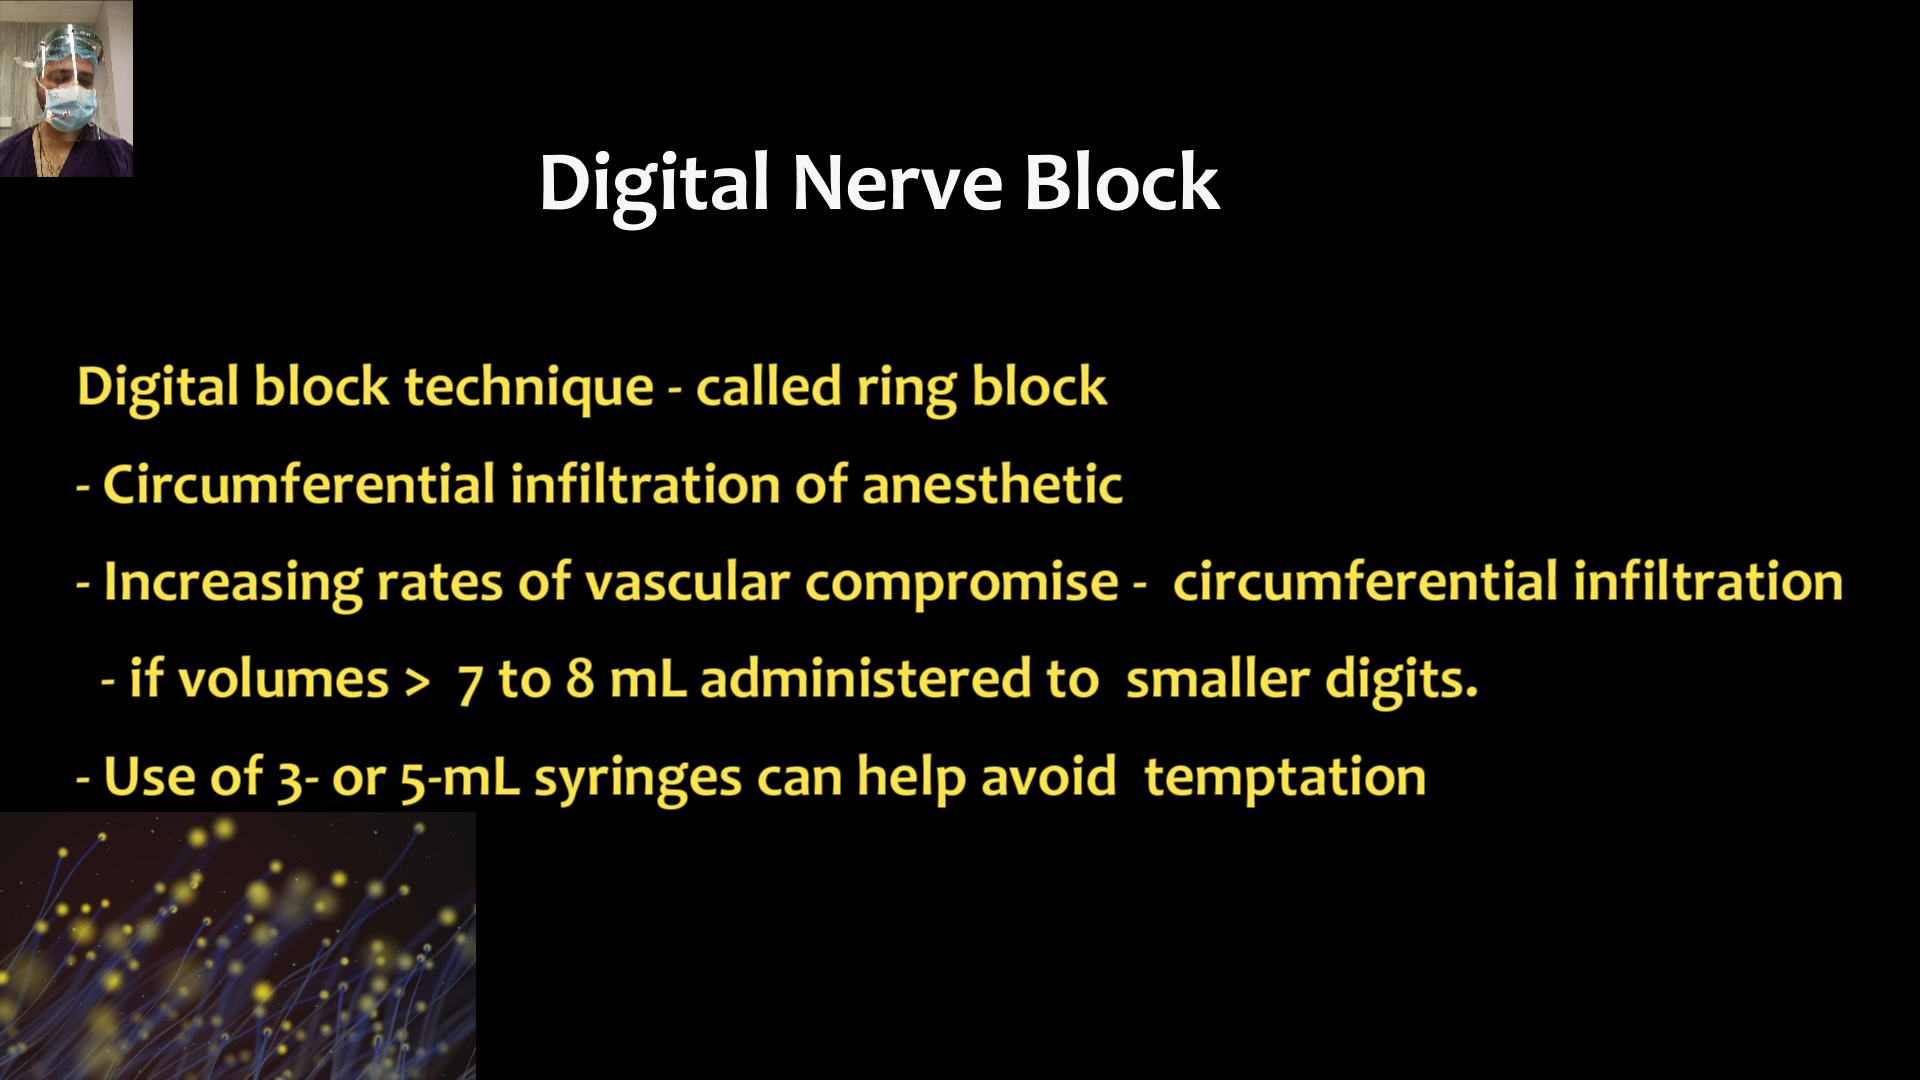 Digital Nerve Block
Digital block technique - called ring block
- Circumferential infiltration of anesthetic
- Increasing rates of vascular compromise -  circumferential infiltration
- if volumes >  7 to 8 mL administered to  smaller digits.
- Use of 3- or 5-mL syringes can help avoid  temptation